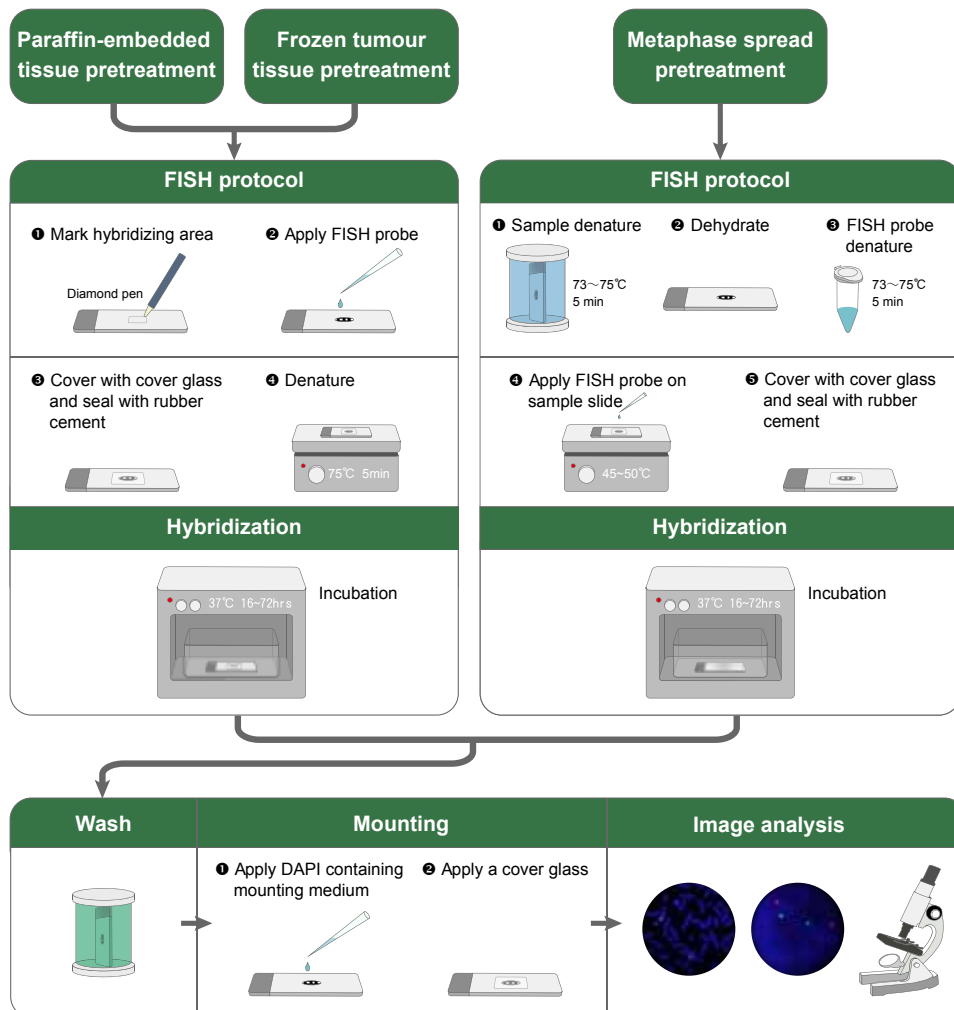 Paraffin-embedded
tissue pretreatment
Frozen tumour
tissue pretreatment
Metaphase spread
pretreatment
FISH protocol
❶ Mark hybridizing area
Diamond pen
❷ Apply FISH probe
❸ Cover with cover glass
and seal with rubber
cement
❹ Denature
75℃ 5min
Hybridization
37℃ 16~72hrs
Incubation
FISH protocol
❶ Sample denature
73～75℃
5 min
❷ Dehydrate
❸ FISH probe
denature
73～75℃
5 min
❹ Apply FISH probe on
sample slide
45~50℃
❺ Cover with cover glass
and seal with rubber
cement
Hybridization
37℃ 16~72hrs
Incubation
Wash
Mounting
❶ Apply DAPI containing
mounting medium
❷ Apply a cover glass
Image analysis